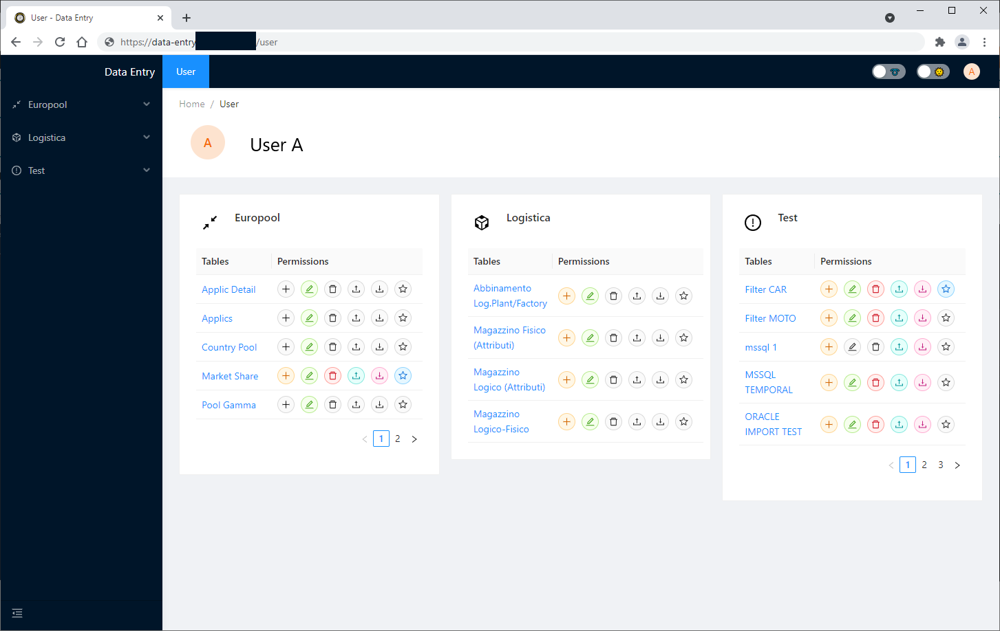 User - Data Entry
https://data-entry /user
Data Entry
User
A
Europool
Logistica
Test
Home / User
A
User A
Europool
Tables
Permissions
Applic Detail
Applics
Country Pool
Market Share
Pool Gamma
1
2
Logistica
Tables
Permissions
Abbinamento
Log.Plant/Factory
Magazzino Fisico
(Attributi)
Magazzino
Logico (Attributi)
Magazzino
Logico-Fisico
Test
Tables
Permissions
Filter CAR
Filter MOTO
mssql 1
MSSQL
TEMPORAL
ORACLE
IMPORT TEST
1
2
3